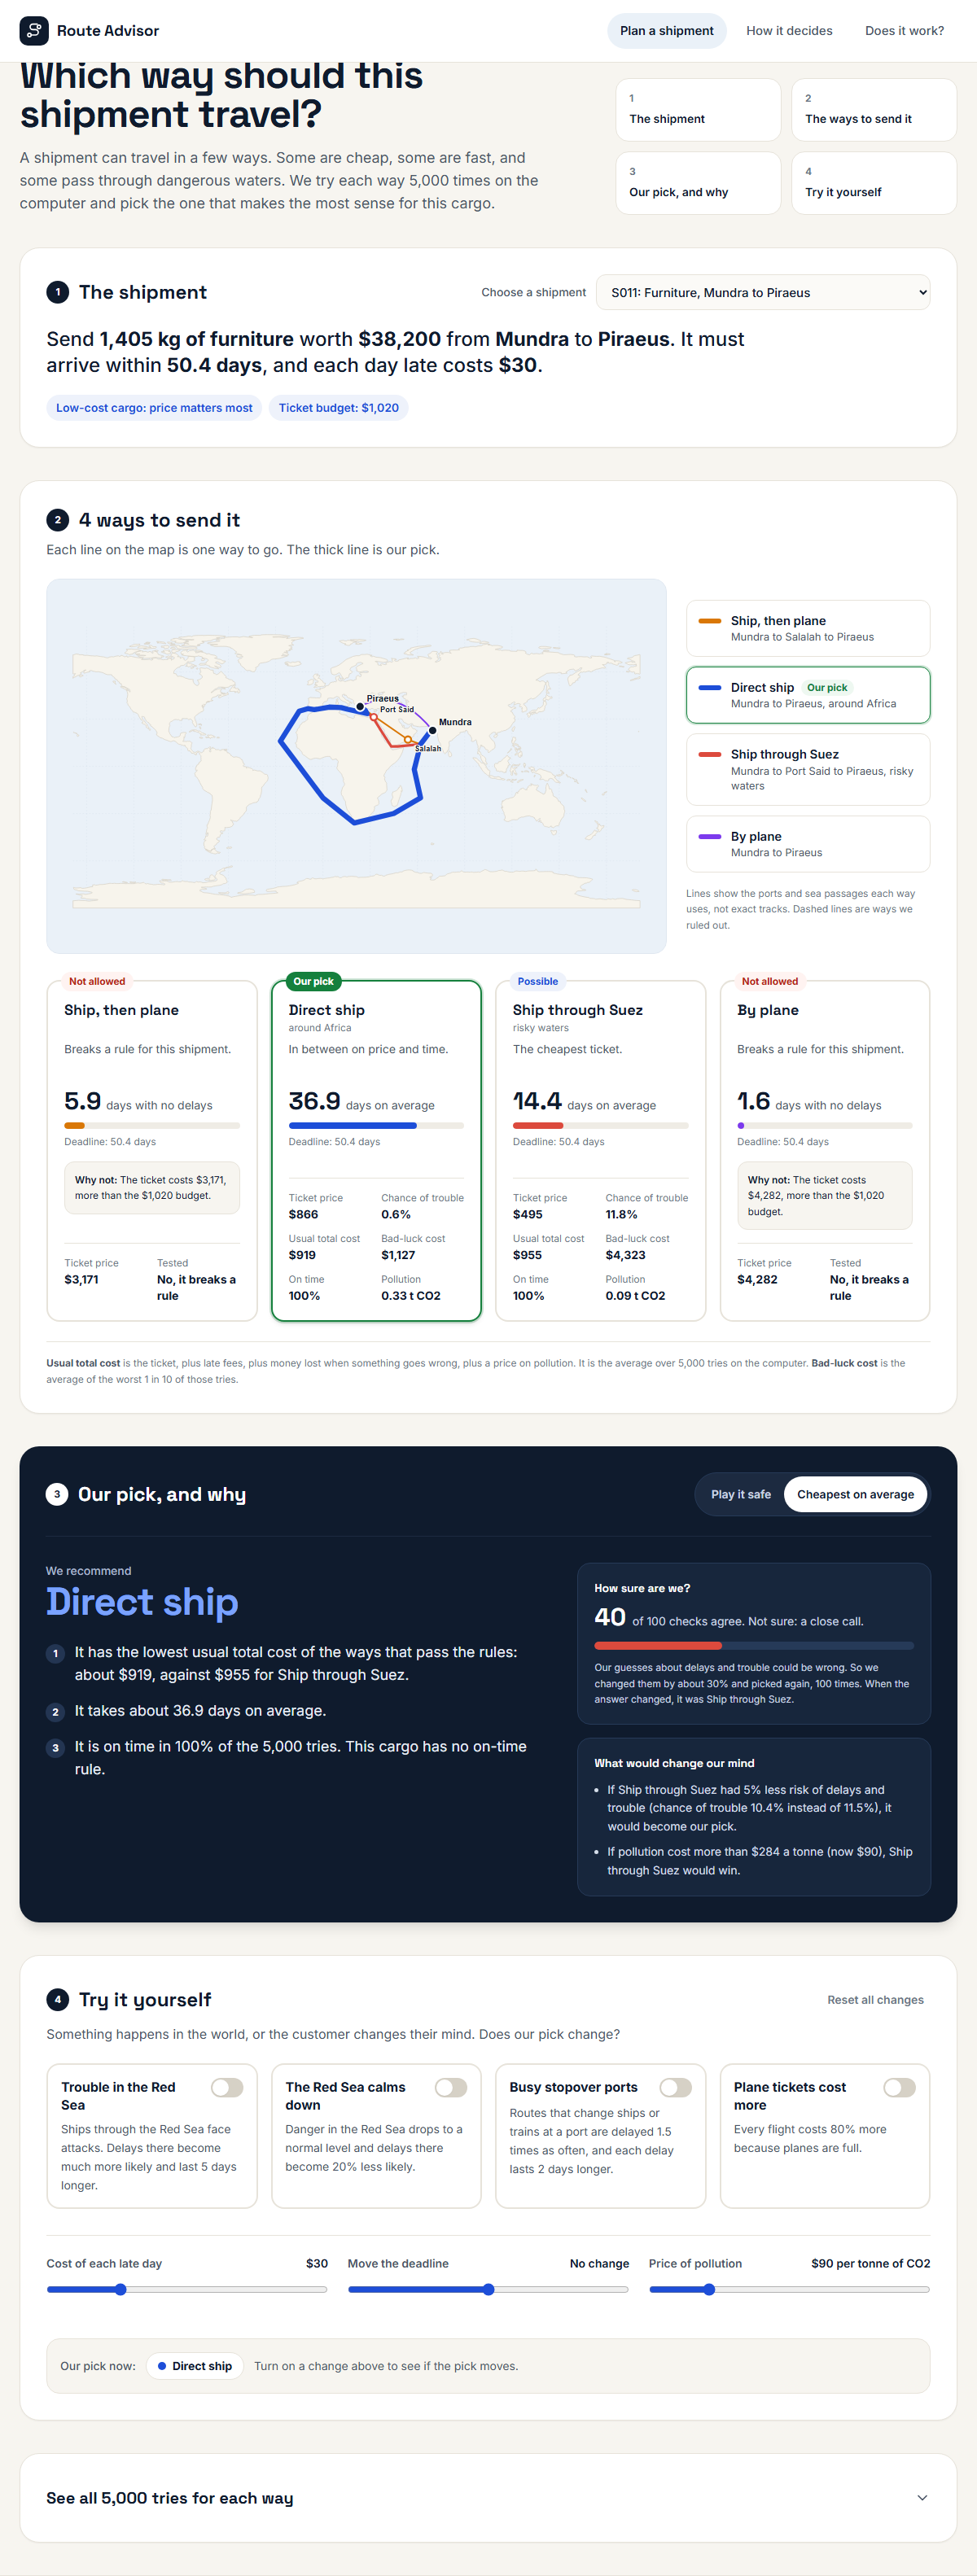 Route Advisor
Plan a shipment
How it decides
Does it work?
Which way should this
shipment travel?
A shipment can travel in a few ways. Some are cheap, some are fast, and
some pass through dangerous waters. We try each way 5,000 times on the
computer and pick the one that makes the most sense for this cargo.
1
The shipment
2
The ways to send it
3
Our pick, and why
4
Try it yourself
1
The shipment
Choose a shipment
S011: Furniture, Mundra to Piraeus
Send 1,405 kg of furniture worth $38,200 from Mundra to Piraeus. It must
arrive within 50.4 days, and each day late costs $30.
Low-cost cargo: price matters most
Ticket budget: $1,020
2
4 ways to send it
Each line on the map is one way to go. The thick line is our pick.
Piraeus
Port Said
Mundra
Salalah
Ship, then plane
Mundra to Salalah to Piraeus
Direct ship
Our pick
Mundra to Piraeus, around Africa
Ship through Suez
Mundra to Port Said to Piraeus, risky
waters
By plane
Mundra to Piraeus
Lines show the ports and sea passages each way
uses, not exact tracks. Dashed lines are ways we
ruled out.
Not allowed
Ship, then plane
Breaks a rule for this shipment.
5.9 days with no delays
Deadline: 50.4 days
Why not: The ticket costs $3,171,
more than the $1,020 budget.
Ticket price
Tested
$3,171
No, it breaks a
rule
Our pick
Direct ship
around Africa
In between on price and time.
36.9 days on average
Deadline: 50.4 days
Ticket price
Chance of trouble
$866
0.6%
Usual total cost
Bad-luck cost
$919
$1,127
On time
Pollution
100%
0.33 t CO2
Possible
Ship through Suez
risky waters
The cheapest ticket.
14.4 days on average
Deadline: 50.4 days
Ticket price
Chance of trouble
$495
11.8%
Usual total cost
Bad-luck cost
$955
$4,323
On time
Pollution
100%
0.09 t CO2
Not allowed
By plane
Breaks a rule for this shipment.
1.6 days with no delays
Deadline: 50.4 days
Why not: The ticket costs
$4,282, more than the $1,020
budget.
Ticket price
Tested
$4,282
No, it breaks a
rule
Usual total cost is the ticket, plus late fees, plus money lost when something goes wrong, plus a price on pollution. It is the average over 5,000 tries on the computer. Bad-luck cost is the
average of the worst 1 in 10 of those tries.
3
Our pick, and why
Play it safe
Cheapest on average
We recommend
Direct ship
1
It has the lowest usual total cost of the ways that pass the rules:
about $919, against $955 for Ship through Suez.
2
It takes about 36.9 days on average.
3
It is on time in 100% of the 5,000 tries. This cargo has no on-time
rule.
How sure are we?
40 of 100 checks agree. Not sure: a close call.
Our guesses about delays and trouble could be wrong. So we
changed them by about 30% and picked again, 100 times. When the
answer changed, it was Ship through Suez.
What would change our mind
• If Ship through Suez had 5% less risk of delays and
trouble (chance of trouble 10.4% instead of 11.5%), it
would become our pick.
• If pollution cost more than $284 a tonne (now $90), Ship
through Suez would win.
4
Try it yourself
Reset all changes
Something happens in the world, or the customer changes their mind. Does our pick change?
Trouble in the Red
Sea
Ships through the Red Sea face
attacks. Delays there become
much more likely and last 5 days
longer.
The Red Sea calms
down
Danger in the Red Sea drops to a
normal level and delays there
become 20% less likely.
Busy stopover ports
Routes that change ships or
trains at a port are delayed 1.5
times as often, and each delay
lasts 2 days longer.
Plane tickets cost
more
Every flight costs 80% more
because planes are full.
Cost of each late day
$30
Move the deadline
No change
Price of pollution
$90 per tonne of CO2
Our pick now:
Direct ship
Turn on a change above to see if the pick moves.
See all 5,000 tries for each way